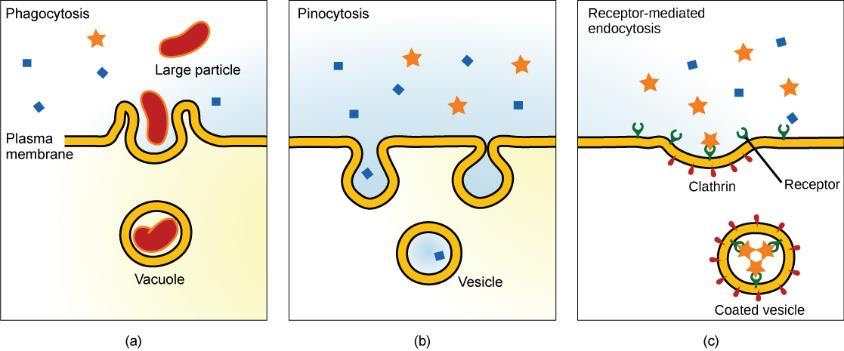 Phagocytosis
Large particle
Plasma
membrane
Vacuole
(a)
Pinocytosis
Vesicle
(b)
Receptor-mediated
endocytosis
Clathrin
Receptor
Coated vesicle
(c)